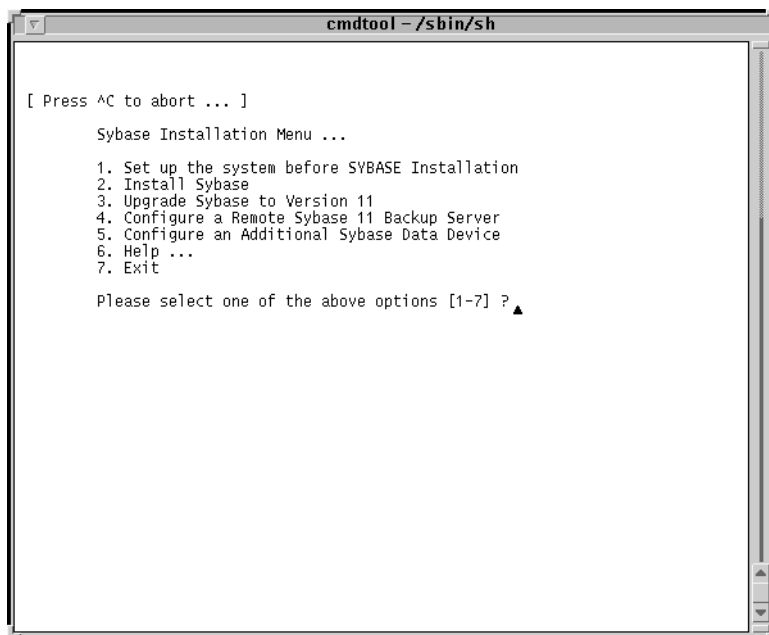 cmdtool – /sbin/sh
[ Press ^C to abort ... ]
Sybase Installation Menu ...
1. Set up the system before SYBASE Installation
2. Install Sybase
3. Upgrade Sybase to Version 11
4. Configure a Remote Sybase 11 Backup Server
5. Configure an Additional Sybase Data Device
6. Help ...
7. Exit
Please select one of the above options [1-7] ?